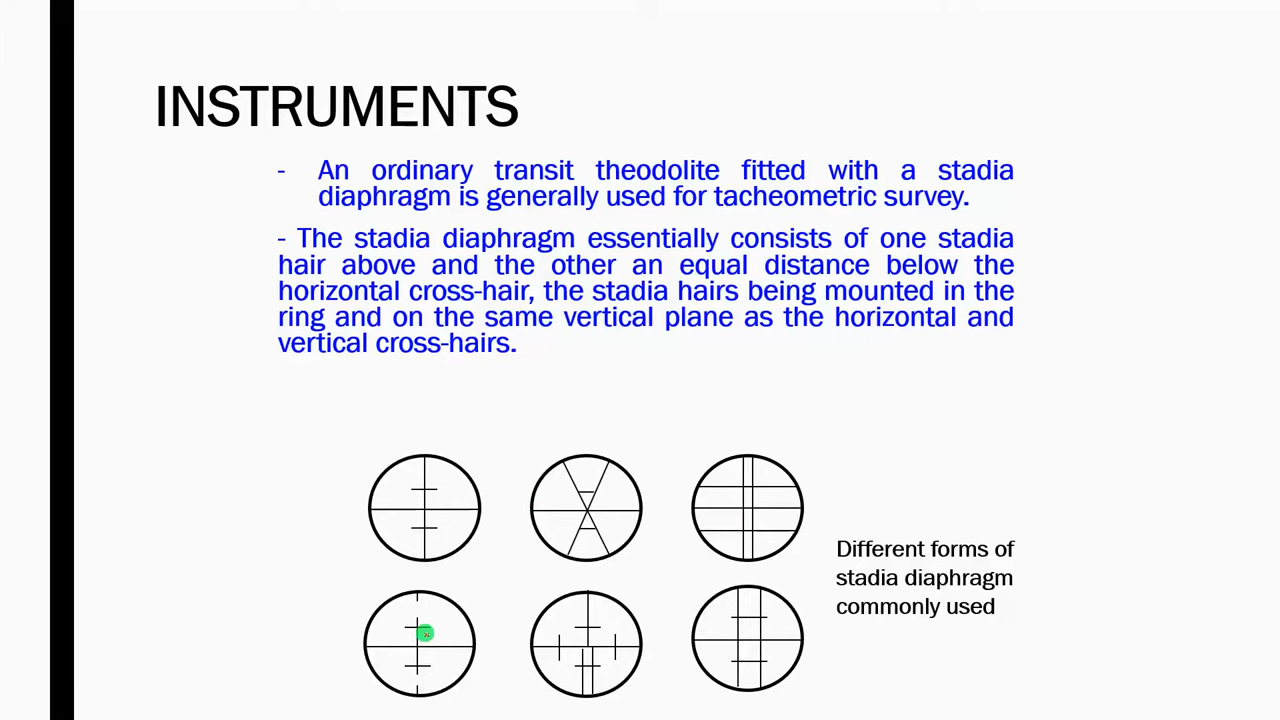 INSTRUMENTS
- An ordinary transit theodolite fitted with a stadia
diaphragm is generally used for tacheometric survey.
- The stadia diaphragm essentially consists of one stadia
hair above and the other an equal distance below the
horizontal cross-hair, the stadia hairs being mounted in the
ring and on the same vertical plane as the horizontal and
vertical cross-hairs.
Different forms of
stadia diaphragm
commonly used